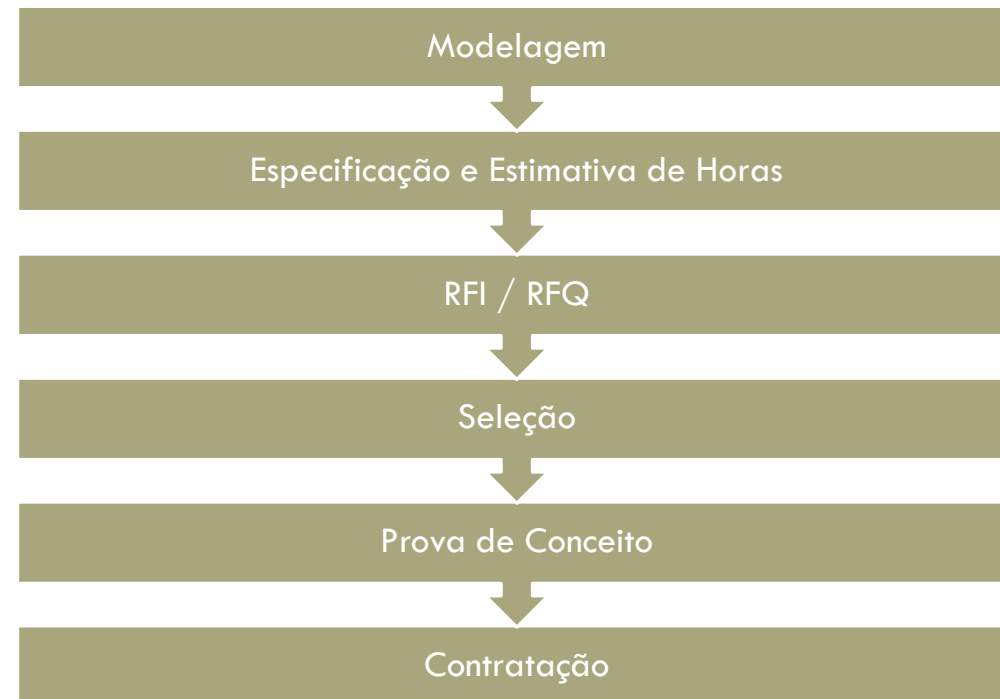 Modelagem
Especificação e Estimativa de Horas
RFI / RFQ
Seleção
Prova de Conceito
Contratação